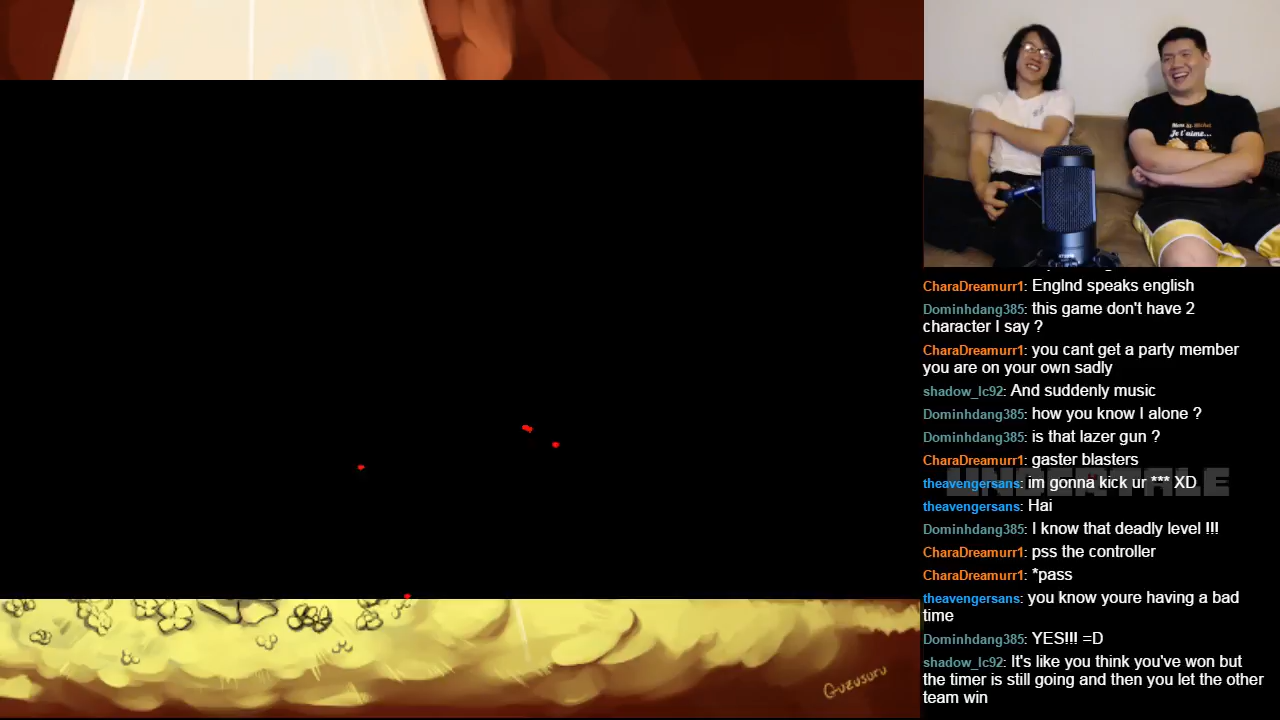 Je t'aime...
CharaDreamurr1: Englnd speaks english
Dominhdang385: this game don't have 2
character I say ?
CharaDreamurr1: you cant get a party member
you are on your own sadly
shadow_lc92: And suddenly music
Dominhdang385: how you know I alone ?
Dominhdang385: is that lazer gun ?
CharaDreamurr1: gaster blasters
UNDERTALE
theavengersans: im gonna kick ur *** XD
theavengersans: Hai
Dominhdang385: I know that deadly level !!!
CharaDreamurr1: pss the controller
CharaDreamurr1: *pass
theavengersans: you know youre having a bad
time
Dominhdang385: YES!!! =D
shadow_lc92: It's like you think you've won but
the timer is still going and then you let the other
team win
Guzusuru